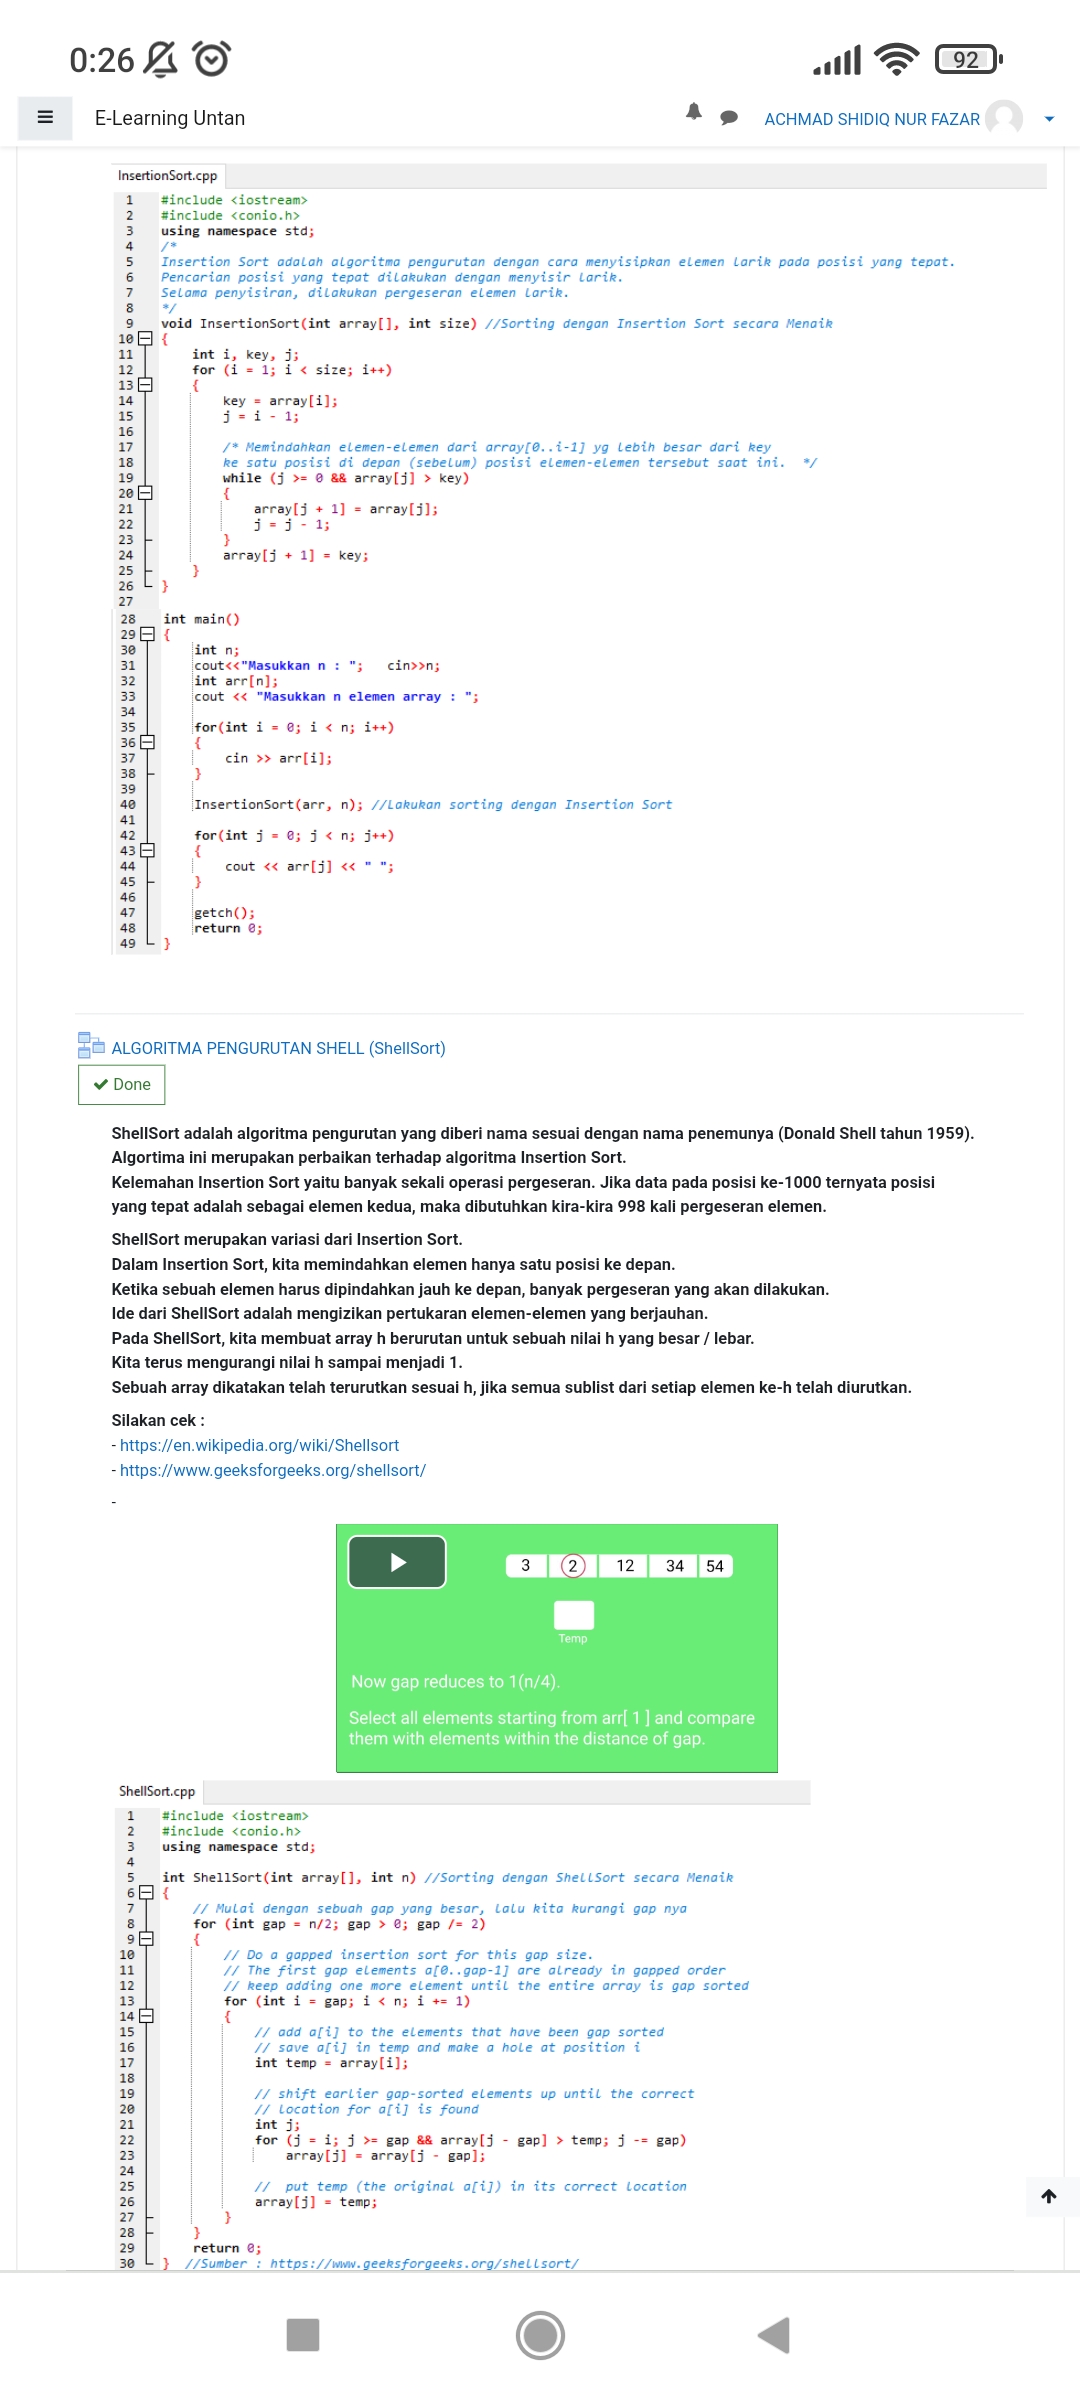 0:26
92
E-Learning Untan
ACHMAD SHIDIQ NUR FAZAR
InsertionSort.cpp
1 #include <iostream>
2 #include <conio.h>
3 using namespace std;
4 /*
5 Insertion Sort adalah algoritma pengurutan dengan cara menyisipkan elemen larik pada posisi yang tepat.
6 Pencarian posisi yang tepat dilakukan dengan menyisir larik.
7 Selama penyisiran, dilakukan pergeseran elemen larik.
8 */
9 void InsertionSort(int array[], int size) //Sorting dengan Insertion Sort secara Menaik
10 {
11 int i, key, j;
12 for (i = 1; i < size; i++)
13 {
14 key = array[i];
15 j = i - 1;
16
17 /* Memindahkan elemen-elemen dari array[0..i-1] yg lebih besar dari key
18 ke satu posisi di depan (sebelum) posisi elemen-elemen tersebut saat ini. */
19 while (j >= 0 && array[j] > key)
20 {
21 array[j + 1] = array[j];
22 j = j - 1;
23 }
24 array[j + 1] = key;
25 }
26 }
27
28 int main()
29 {
30 int n;
31 cout<<"Masukkan n : "; cin>>n;
32 int arr[n];
33 cout << "Masukkan n elemen array : ";
34
35 for(int i = 0; i < n; i++)
36 {
37 cin >> arr[i];
38 }
39
40 InsertionSort(arr, n); //Lakukan sorting dengan Insertion Sort
41
42 for(int j = 0; j < n; j++)
43 {
44 cout << arr[j] << " ";
45 }
46
47 getch();
48 return 0;
49 }
ALGORITMA PENGURUTAN SHELL (ShellSort)
Done
ShellSort adalah algoritma pengurutan yang diberi nama sesuai dengan nama penemunya (Donald Shell tahun 1959).
Algortima ini merupakan perbaikan terhadap algoritma Insertion Sort.
Kelemahan Insertion Sort yaitu banyak sekali operasi pergeseran. Jika data pada posisi ke-1000 ternyata posisi
yang tepat adalah sebagai elemen kedua, maka dibutuhkan kira-kira 998 kali pergeseran elemen.
ShellSort merupakan variasi dari Insertion Sort.
Dalam Insertion Sort, kita memindahkan elemen hanya satu posisi ke depan.
Ketika sebuah elemen harus dipindahkan jauh ke depan, banyak pergeseran yang akan dilakukan.
Ide dari ShellSort adalah mengizikan pertukaran elemen-elemen yang berjauhan.
Pada ShellSort, kita membuat array h berurutan untuk sebuah nilai h yang besar / lebar.
Kita terus mengurangi nilai h sampai menjadi 1.
Sebuah array dikatakan telah terurutkan sesuai h, jika semua sublist dari setiap elemen ke-h telah diurutkan.
Silakan cek :
- https://en.wikipedia.org/wiki/Shellsort
- https://www.geeksforgeeks.org/shellsort/
-
3 2 12 34 54
Temp
Now gap reduces to 1(n/4).
Select all elements starting from arr[ 1 ] and compare
them with elements within the distance of gap.
ShellSort.cpp
1 #include <iostream>
2 #include <conio.h>
3 using namespace std;
4
5 int ShellSort(int array[], int n) //Sorting dengan ShellSort secara Menaik
6 {
7 // Mulai dengan sebuah gap yang besar, lalu kita kurangi gap nya
8 for (int gap = n/2; gap > 0; gap /= 2)
9 {
10 // Do a gapped insertion sort for this gap size.
11 // The first gap elements a[0..gap-1] are already in gapped order
12 // keep adding one more element until the entire array is gap sorted
13 for (int i = gap; i < n; i += 1)
14 {
15 // add a[i] to the elements that have been gap sorted
16 // save a[i] in temp and make a hole at position i
17 int temp = array[i];
18
19 // shift earlier gap-sorted elements up until the correct
20 // location for a[i] is found
21 int j;
22 for (j = i; j >= gap && array[j - gap] > temp; j -= gap)
23 array[j] = array[j - gap];
24
25 // put temp (the original a[i]) in its correct location
26 array[j] = temp;
27 }
28 }
29 return 0;
30 } //Sumber : https://www.geeksforgeeks.org/shellsort/